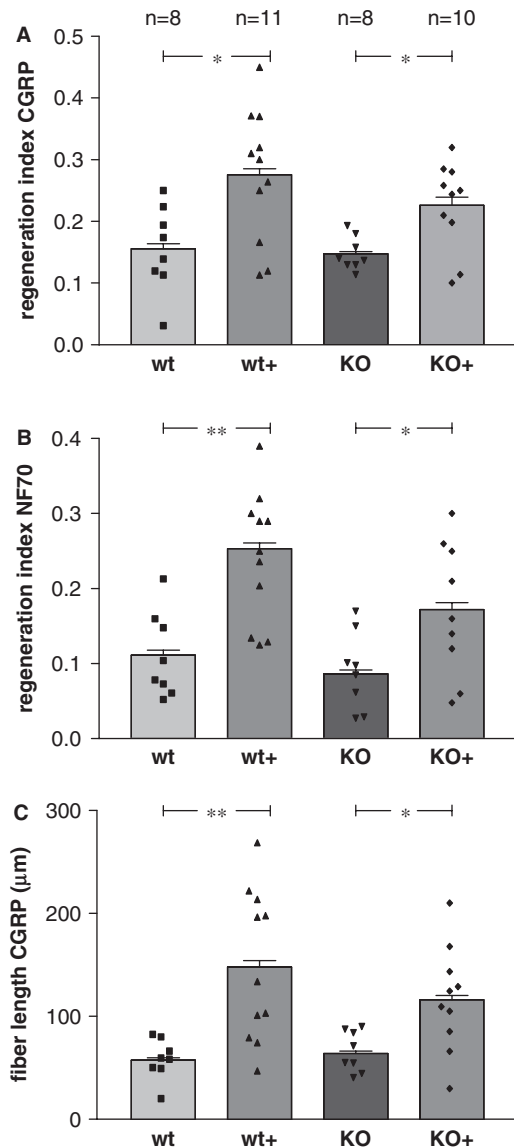 n=8 n=11 n=8 n=10
A
regeneration index CGRP
0.5
0.4
0.3
0.2
0.1
0.0
* *
wt wt+ KO KO+
B
regeneration index NF70
0.4
0.3
0.2
0.1
0.0
** *
wt wt+ KO KO+
C
fiber length CGRP (μm)
300
200
100
0
** *
wt wt+ KO KO+